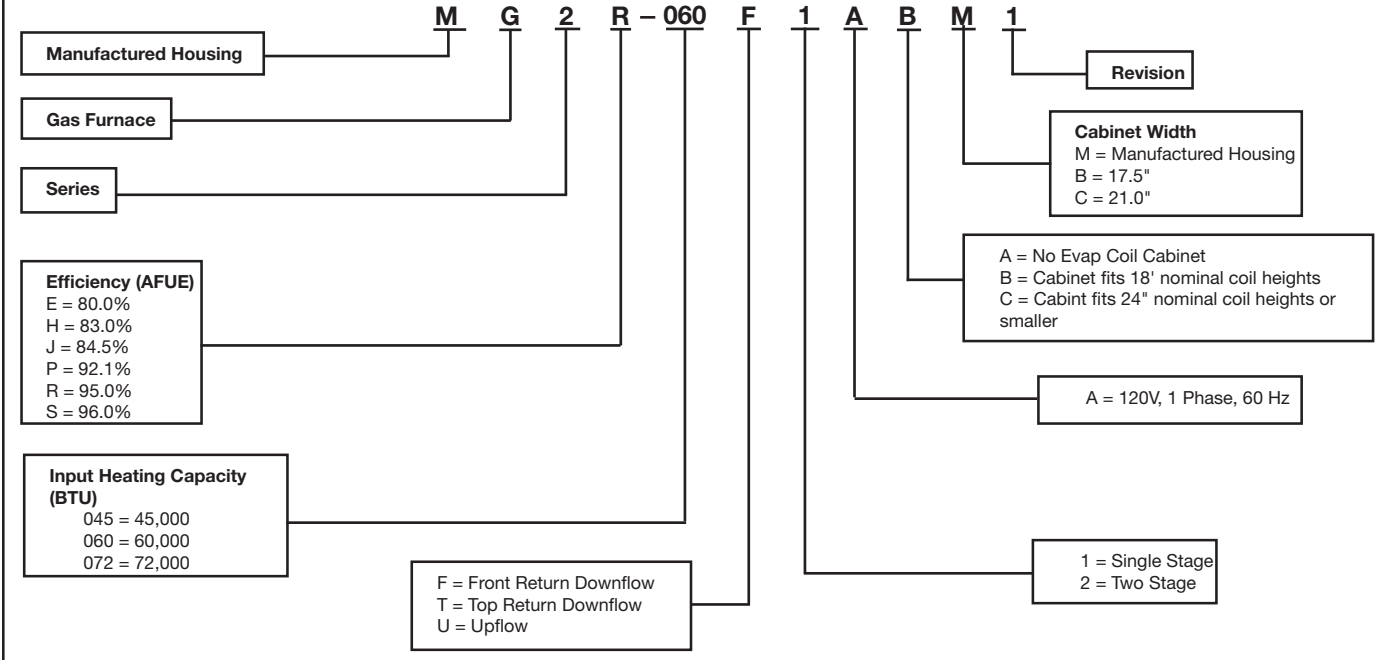 M G 2 R – 060 F 1 A B M 1
Manufactured Housing
Revision
Gas Furnace
Cabinet Width
M = Manufactured Housing
B = 17.5"
C = 21.0"
Series
A = No Evap Coil Cabinet
B = Cabinet fits 18' nominal coil heights
C = Cabint fits 24" nominal coil heights or
smaller
Efficiency (AFUE)
E = 80.0%
H = 83.0%
J = 84.5%
P = 92.1%
R = 95.0%
S = 96.0%
A = 120V, 1 Phase, 60 Hz
Input Heating Capacity
(BTU)
045 = 45,000
060 = 60,000
072 = 72,000
1 = Single Stage
2 = Two Stage
F = Front Return Downflow
T = Top Return Downflow
U = Upflow